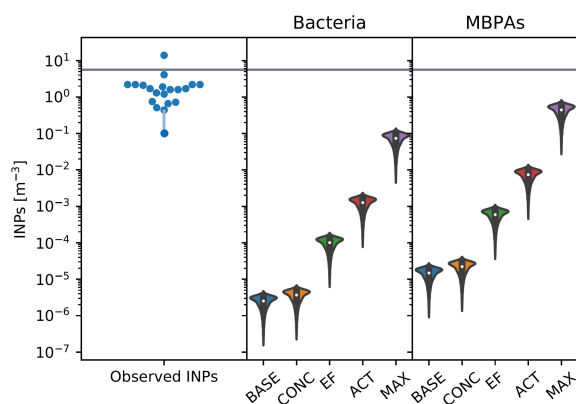 Bacteria MBPAs
INPs [m⁻³]
10¹
10⁰
10⁻¹
10⁻²
10⁻³
10⁻⁴
10⁻⁵
10⁻⁶
10⁻⁷
Observed INPs
BASE CONC EF ACT MAX BASE CONC EF ACT MAX